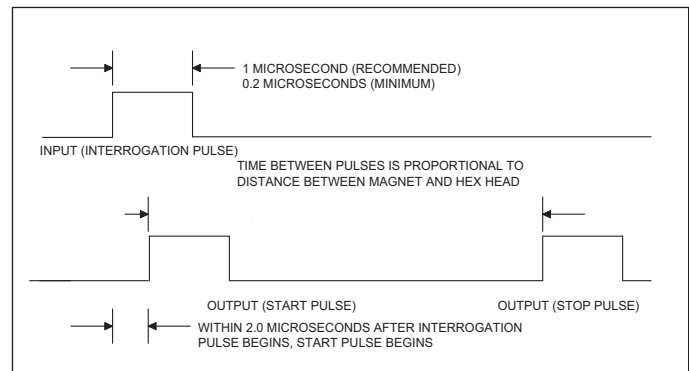 1 MICROSECOND (RECOMMENDED)
0.2 MICROSECONDS (MINIMUM)
INPUT (INTERROGATION PULSE)
TIME BETWEEN PULSES IS PROPORTIONAL TO
DISTANCE BETWEEN MAGNET AND HEX HEAD
OUTPUT (START PULSE)
OUTPUT (STOP PULSE)
WITHIN 2.0 MICROSECONDS AFTER INTERROGATION
PULSE BEGINS, START PULSE BEGINS